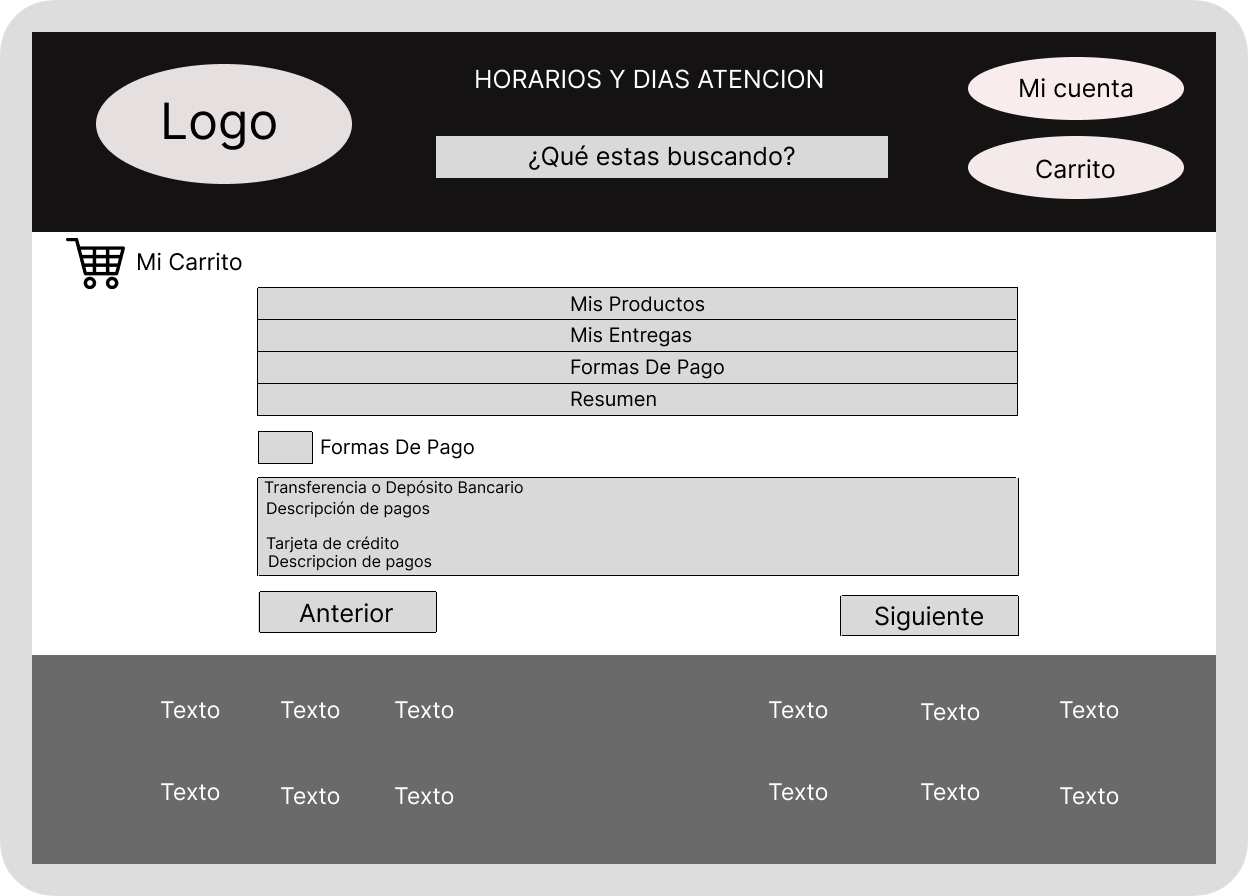 Logo
HORARIOS Y DIAS ATENCION
¿Qué estas buscando?
Mi cuenta
Carrito
Mi Carrito
Mis Productos
Mis Entregas
Formas De Pago
Resumen
Formas De Pago
Transferencia o Depósito Bancario
Descripción de pagos
Tarjeta de crédito
Descripcion de pagos
Anterior
Siguiente
Texto Texto Texto Texto Texto Texto
Texto Texto Texto Texto Texto Texto